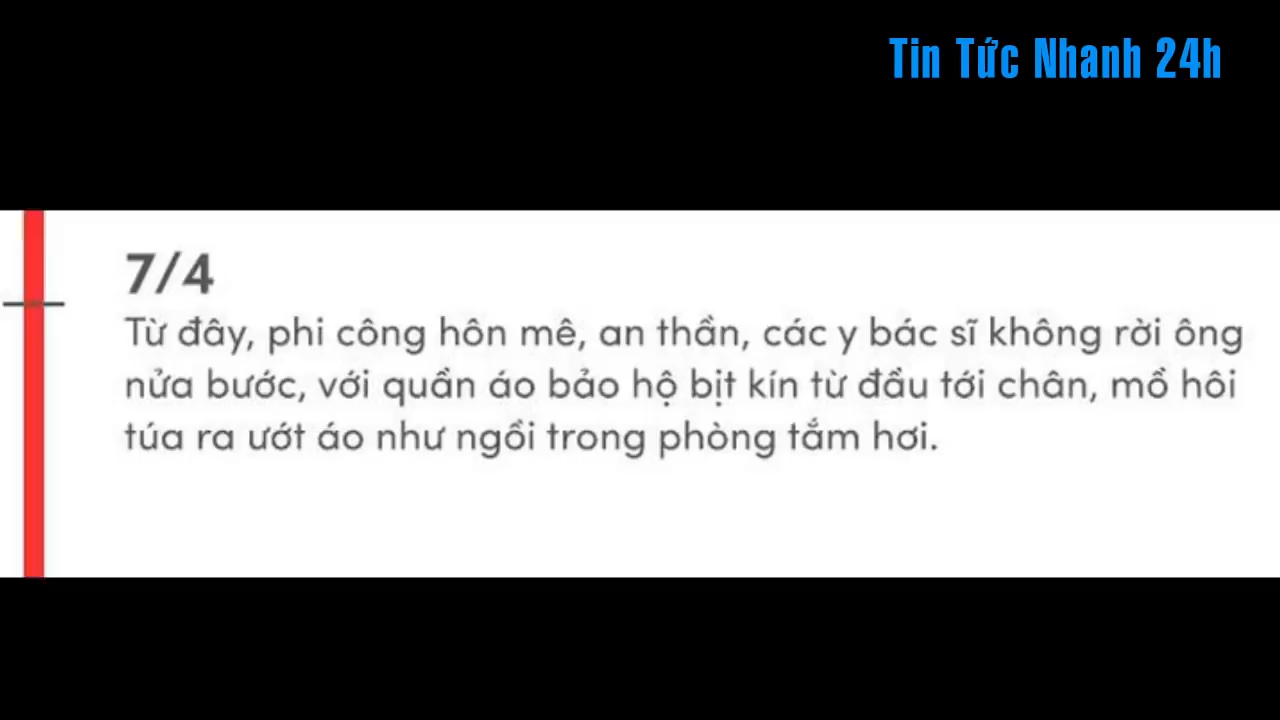 Tin Tức Nhanh 24h
7/4
Từ đây, phi công hôn mê, an thần, các y bác sĩ không rời ông
nửa bước, với quần áo bảo hộ bịt kín từ đầu tới chân, mồ hôi
túa ra ướt áo như ngồi trong phòng tắm hơi.